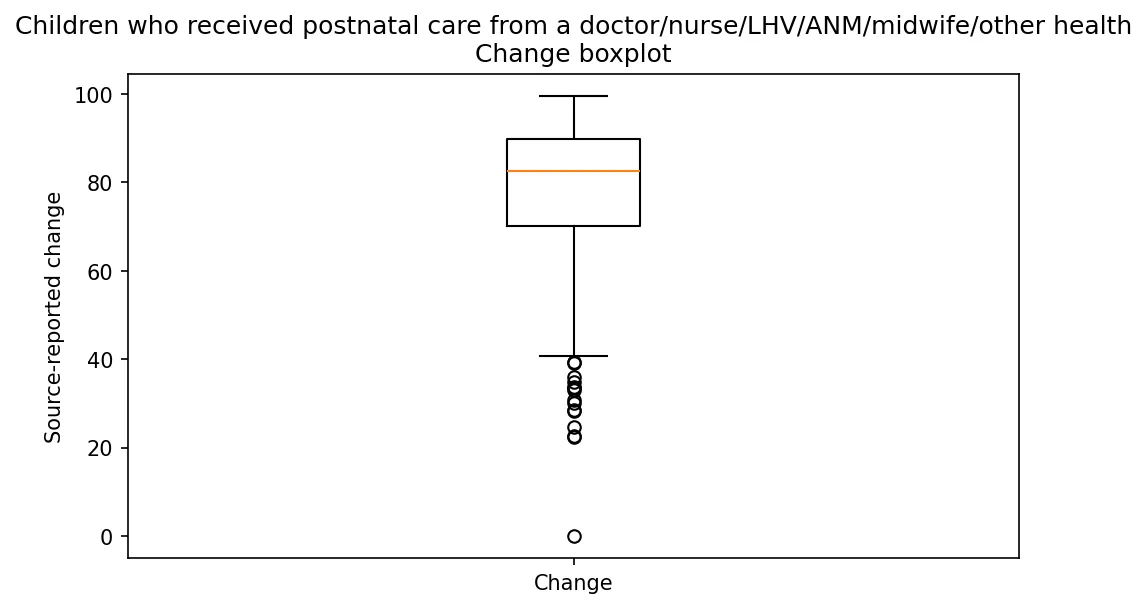 Children who received postnatal care from a doctor/nurse/LHV/ANM/midwife/other health
Change boxplot
100
80
60
40
20
0
Source-reported change
Change